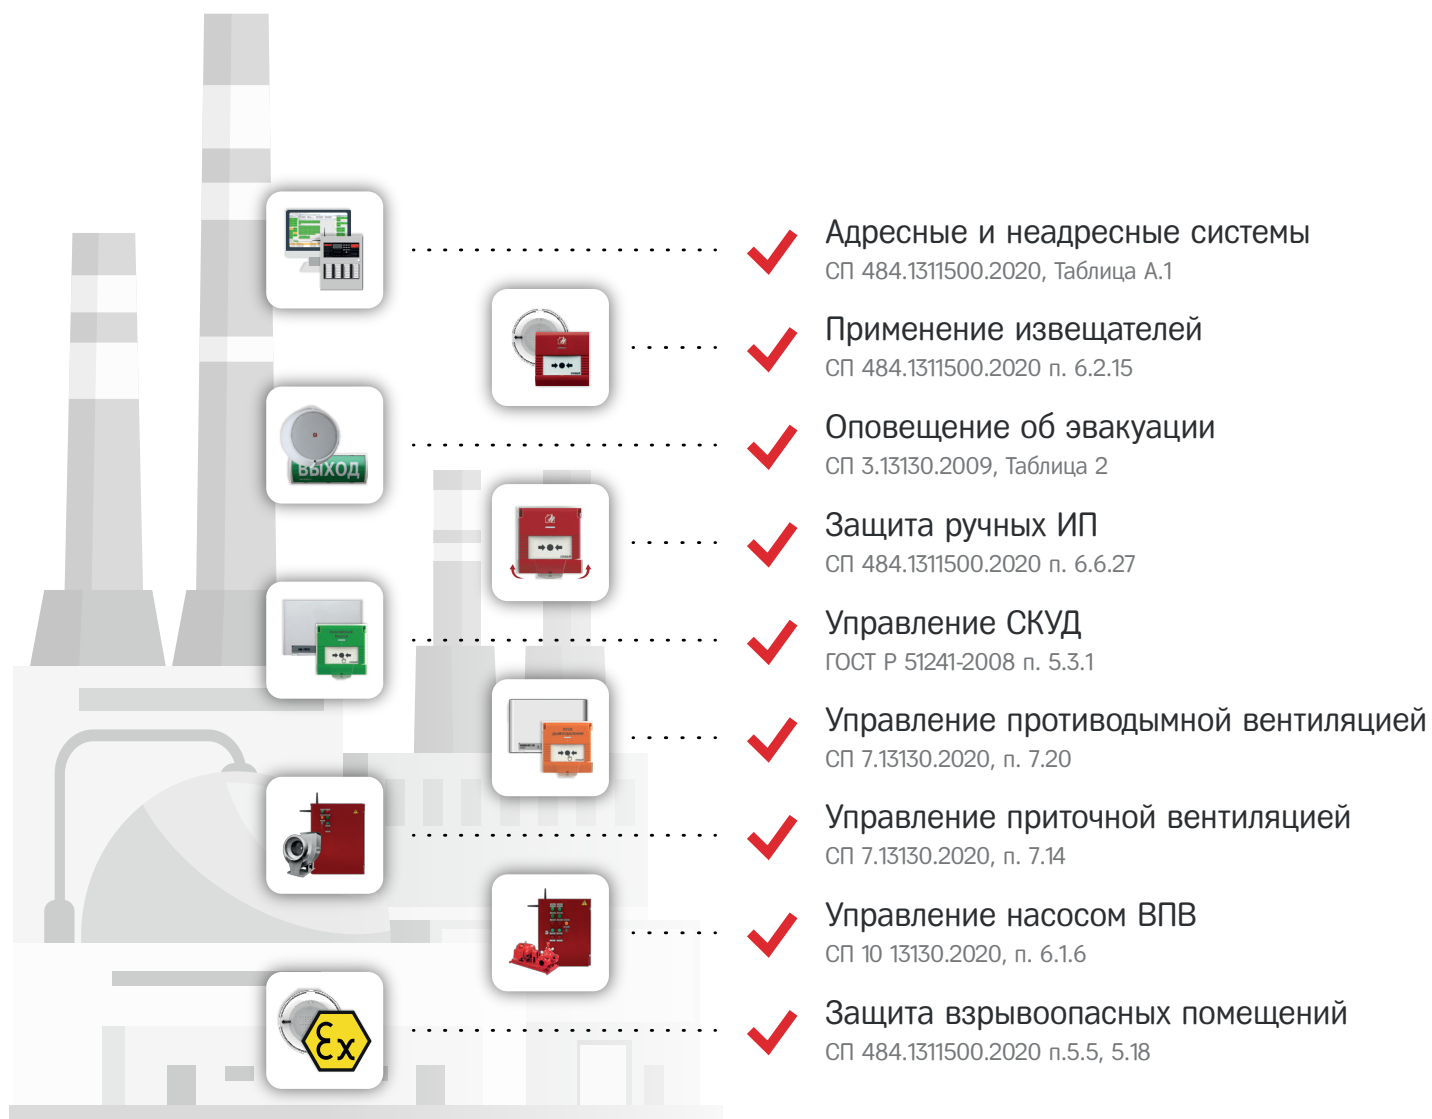 Адресные и неадресные системы
СП 484.1311500.2020, Таблица А.1
Применение извещателей
СП 484.1311500.2020 п. 6.2.15
ВЫХОД
Оповещение об эвакуации
СП 3.13130.2009, Таблица 2
Защита ручных ИП
СП 484.1311500.2020 п. 6.6.27
Управление СКУД
ГОСТ Р 51241-2008 п. 5.3.1
Управление противодымной вентиляцией
СП 7.13130.2020, п. 7.20
Управление приточной вентиляцией
СП 7.13130.2020, п. 7.14
Управление насосом ВПВ
СП 10 13130.2020, п. 6.1.6
Ex
Защита взрывоопасных помещений
СП 484.1311500.2020 п.5.5, 5.18